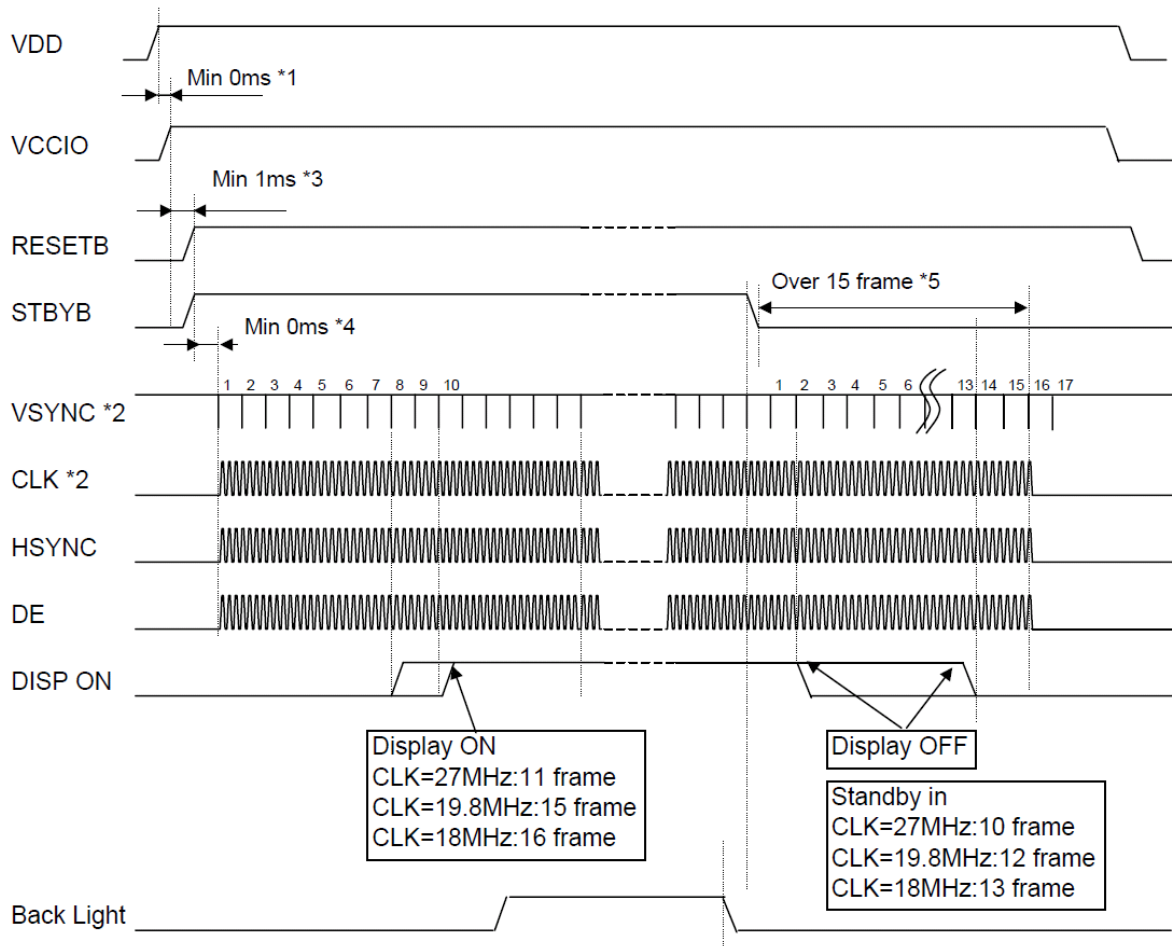 VDD
Min 0ms *1
VCCIO
Min 1ms *3
RESETB
STBYB
Over 15 frame *5
Min 0ms *4
1 2 3 4 5 6 7 8 9 10 1 2 3 4 5 6 13 14 15 16 17
VSYNC *2
CLK *2
HSYNC
DE
DISP ON
Display ON
CLK=27MHz:11 frame
CLK=19.8MHz:15 frame
CLK=18MHz:16 frame
Display OFF
Standby in
CLK=27MHz:10 frame
CLK=19.8MHz:12 frame
CLK=18MHz:13 frame
Back Light